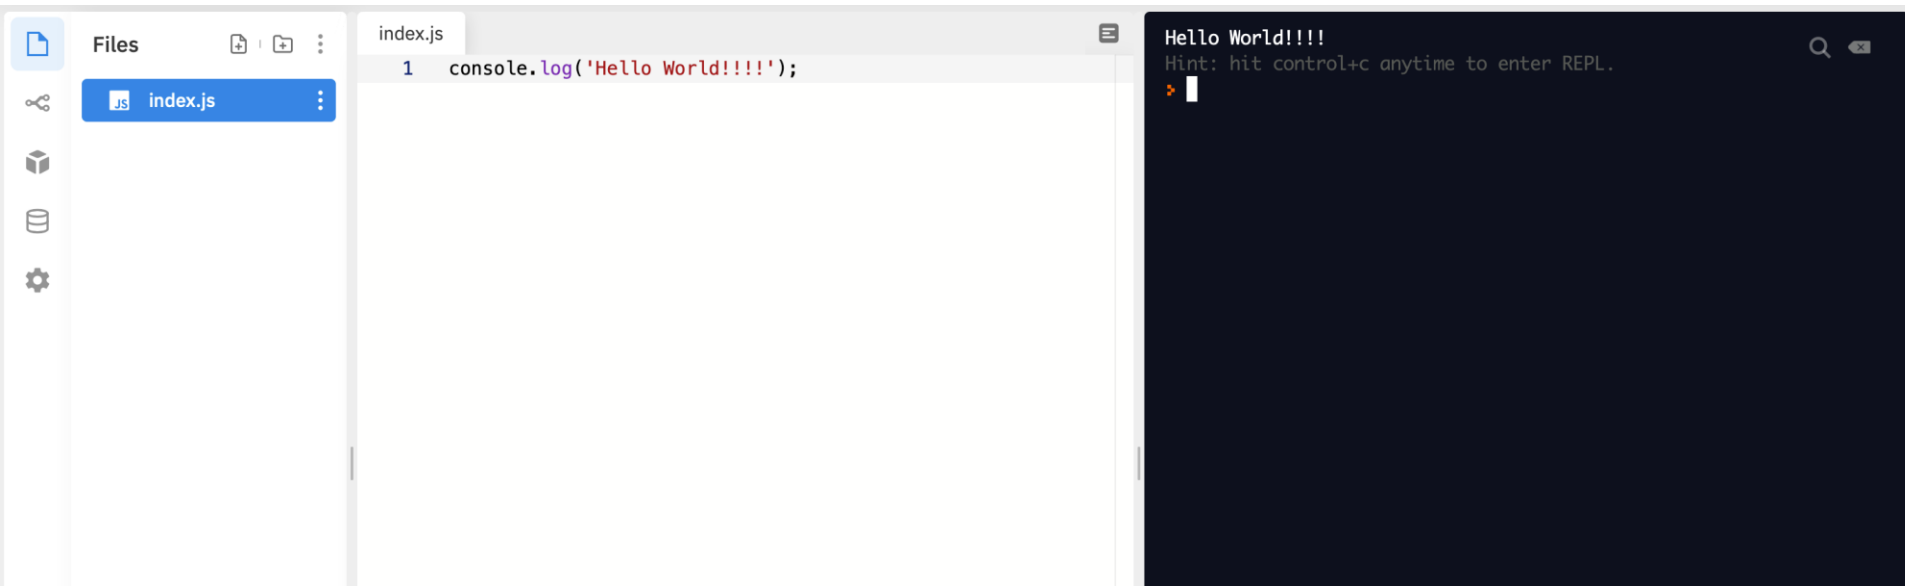 Files
JS index.js
index.js
1 console.log('Hello World!!!!');
Hello World!!!!
Hint: hit control+c anytime to enter REPL.
>